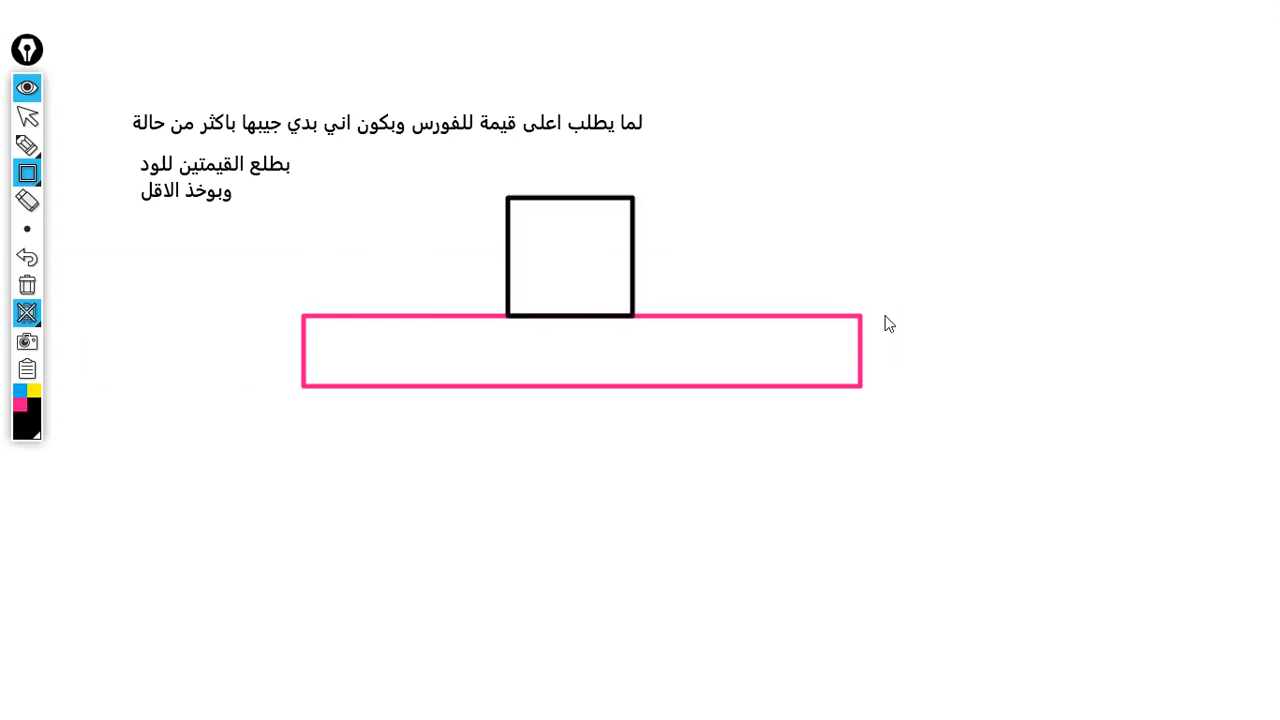 لما يطلب اعلى قيمة للفورس وبكون اني بدي جيبها باكثر من حالة
بطلع القيمتين للود
وبوخذ الاقل